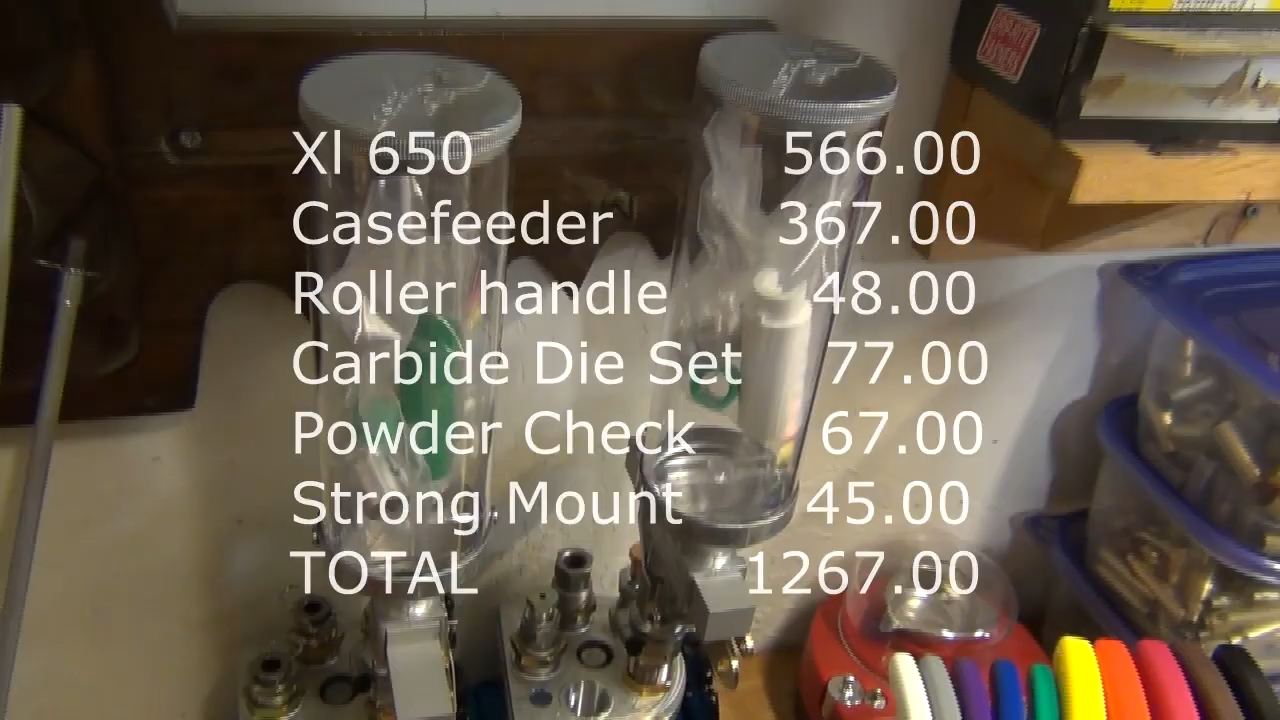 Xl 650 566.00
Casefeeder 367.00
Roller handle 48.00
Carbide Die Set 77.00
Powder Check 67.00
Strong Mount 45.00
TOTAL 1267.00